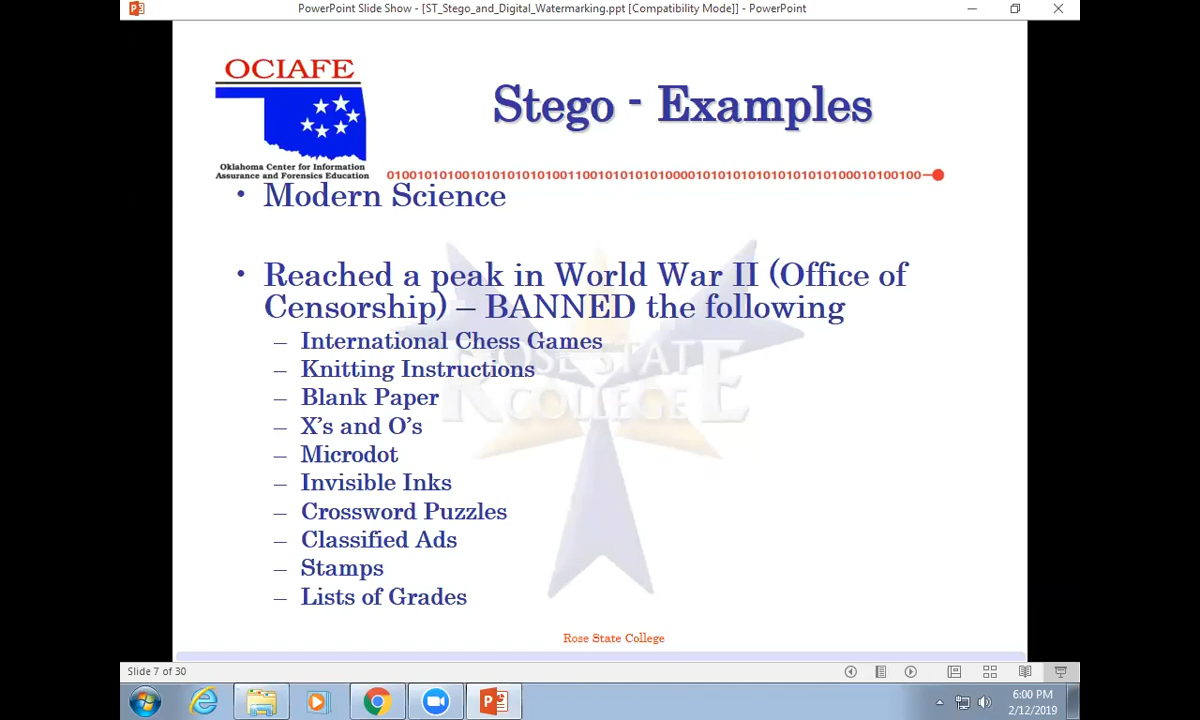 PowerPoint Slide Show - [ST_Stego_and_Digital_Watermarking.ppt [Compatibility Mode]] - PowerPoint
OCIAFE
Oklahoma Center for Information
Assurance and Forensics Education
Stego - Examples
• Modern Science
• Reached a peak in World War II (Office of
Censorship) – BANNED the following
– International Chess Games
– Knitting Instructions
– Blank Paper
– X’s and O’s
– Microdot
– Invisible Inks
– Crossword Puzzles
– Classified Ads
– Stamps
– Lists of Grades
ROSE STATE
COLLEGE
Rose State College
Slide 7 of 30
6:00 PM
2/12/2019